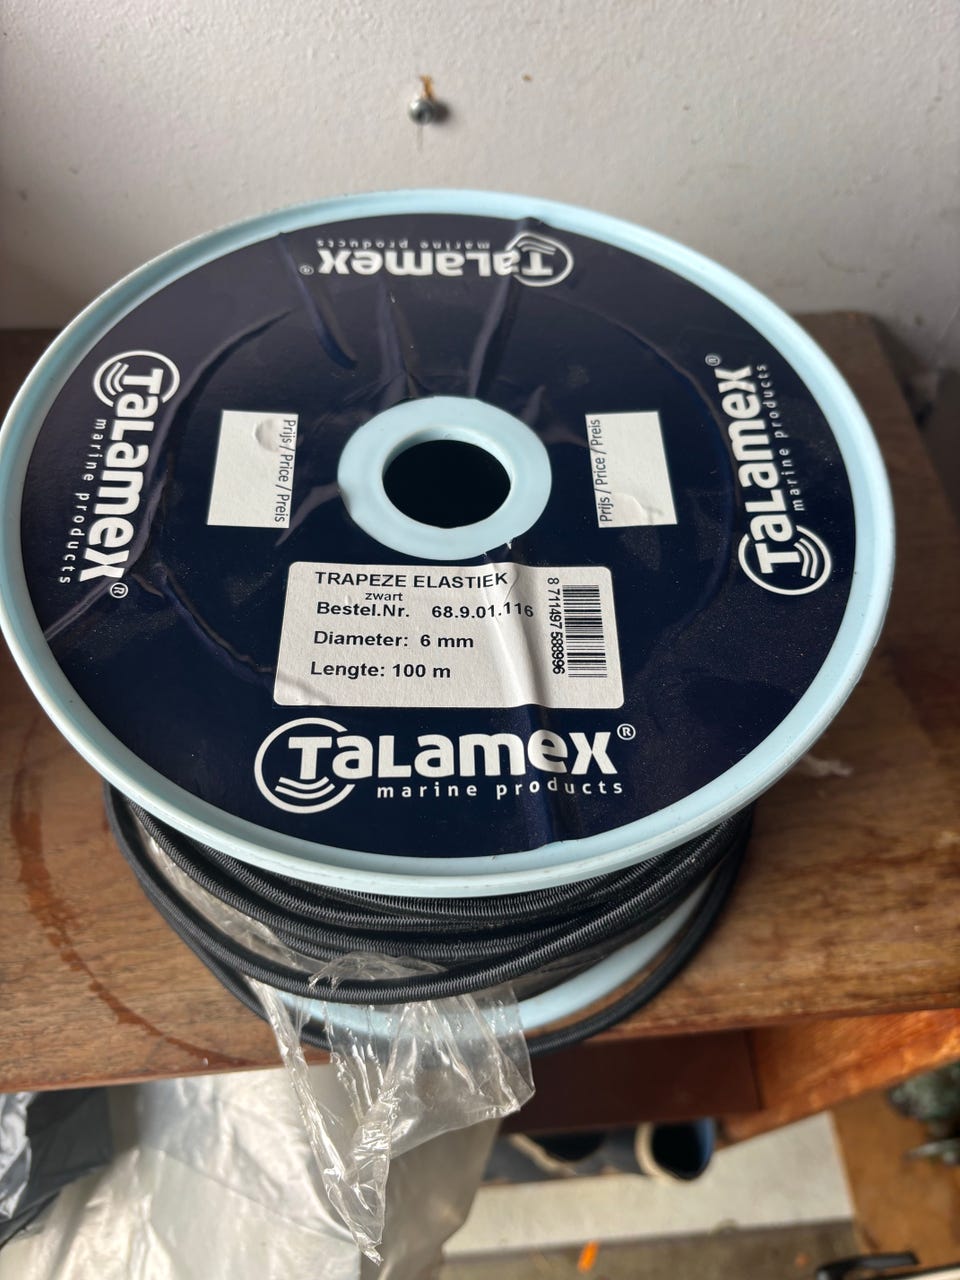 TaLamex®
marine products
TaLamex®
marine products
Prijs / Price / Preis
Prijs / Price / Preis
TaLamex®
marine products
TRAPEZE ELASTIEK
zwart
Bestel.Nr. 68.9.01.116
Diameter: 6 mm
Lengte: 100 m
8 711497 588996
TaLamex®
marine products